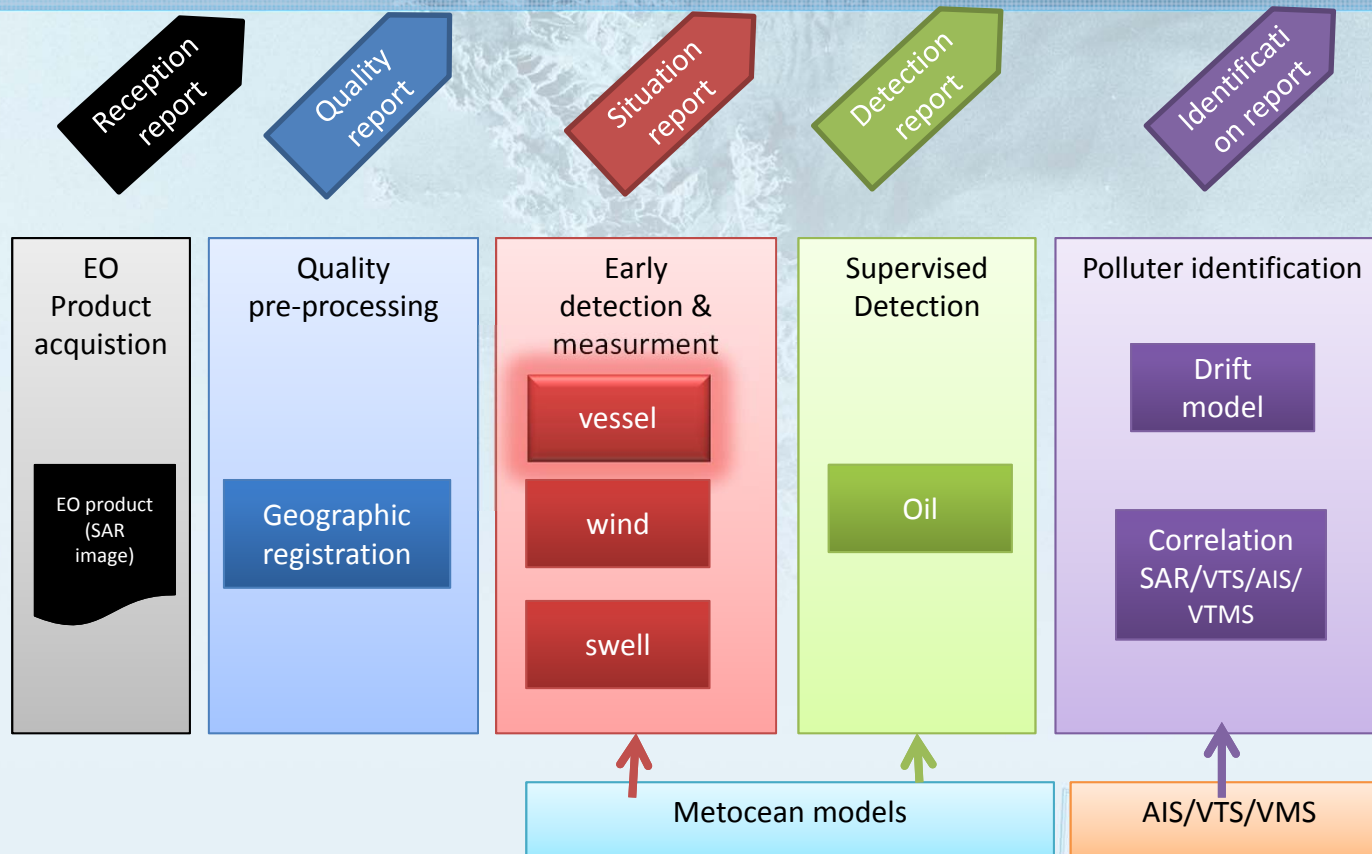 Reception
report
Quality
report
Situation
report
Detection
report
Identificati
on report
EO
Product
acquistion
EO product
(SAR
image)
Quality
pre-processing
Geographic
registration
Early
detection &
measurment
vessel
wind
swell
Supervised
Detection
Oil
Polluter identification
Drift
model
Correlation
SAR/VTS/AIS/
VTMS
Metocean models
AIS/VTS/VMS